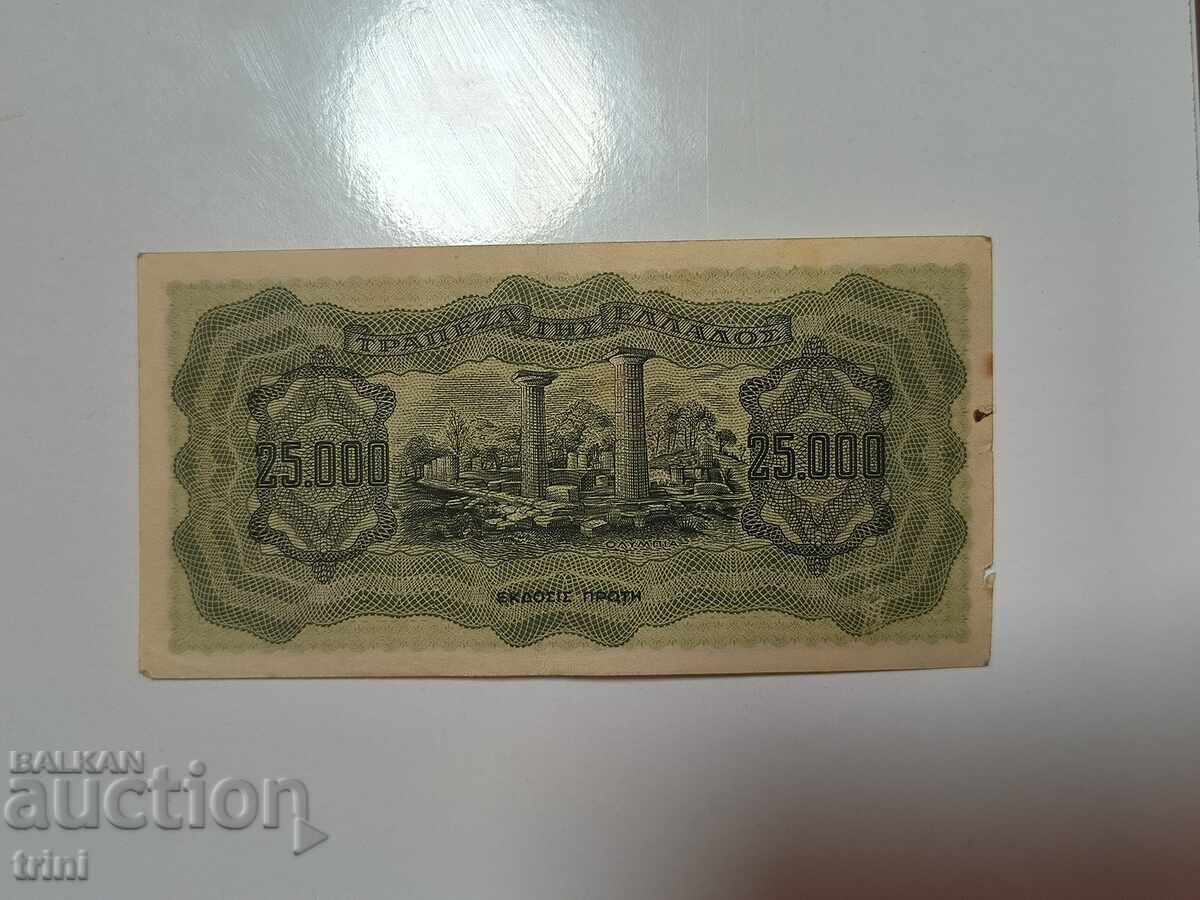 ΤΡΑΠΕΖΑ ΤΗΣ ΕΛΛΑΔΟΣ
25.000
25.000
ΟΛΥΜΠΙΑ
ΕΚΔΟΣΙΣ ΠΡΩΤΗ
BALKAN
auction
trini